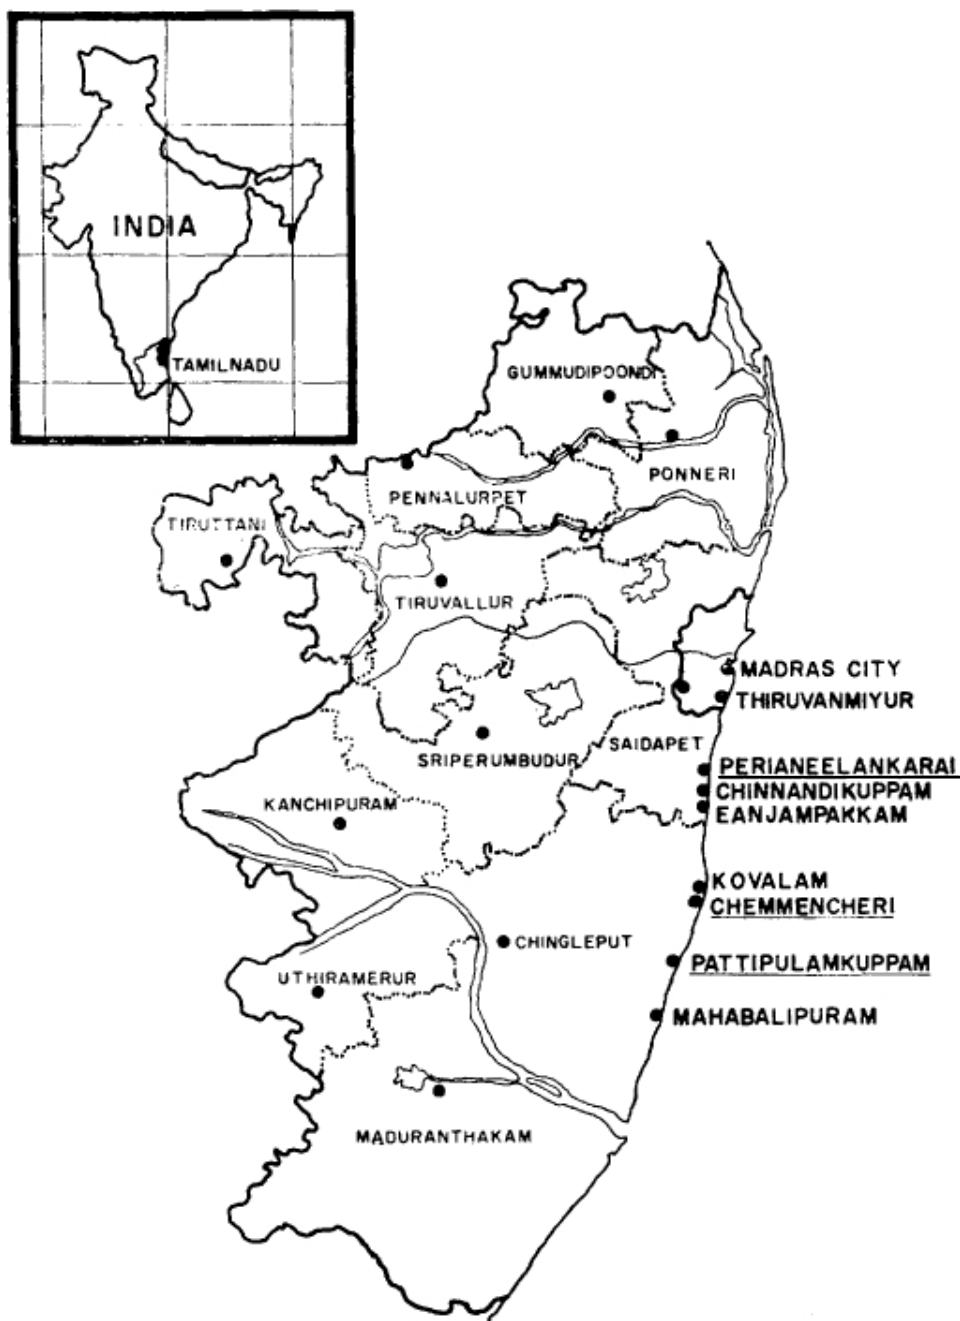 INDIA
TAMILNADU
GUMMUDIPOONDI
PONNERI
PENNALURPET
TIRUTTANI
TIRUVALLUR
MADRAS CITY
THIRUVANMIYUR
SAIDAPET
SRIPERUMBUDUR
PERIANEELANKARAI
CHINNANDIKUPPAM
EANJAMPAKKAM
KANCHIPURAM
KOVALAM
CHEMMENCHERI
CHINGLEPUT
PATTIPULAMKUPPAM
UTHIRAMERUR
MAHABALIPURAM
MADURANTHAKAM